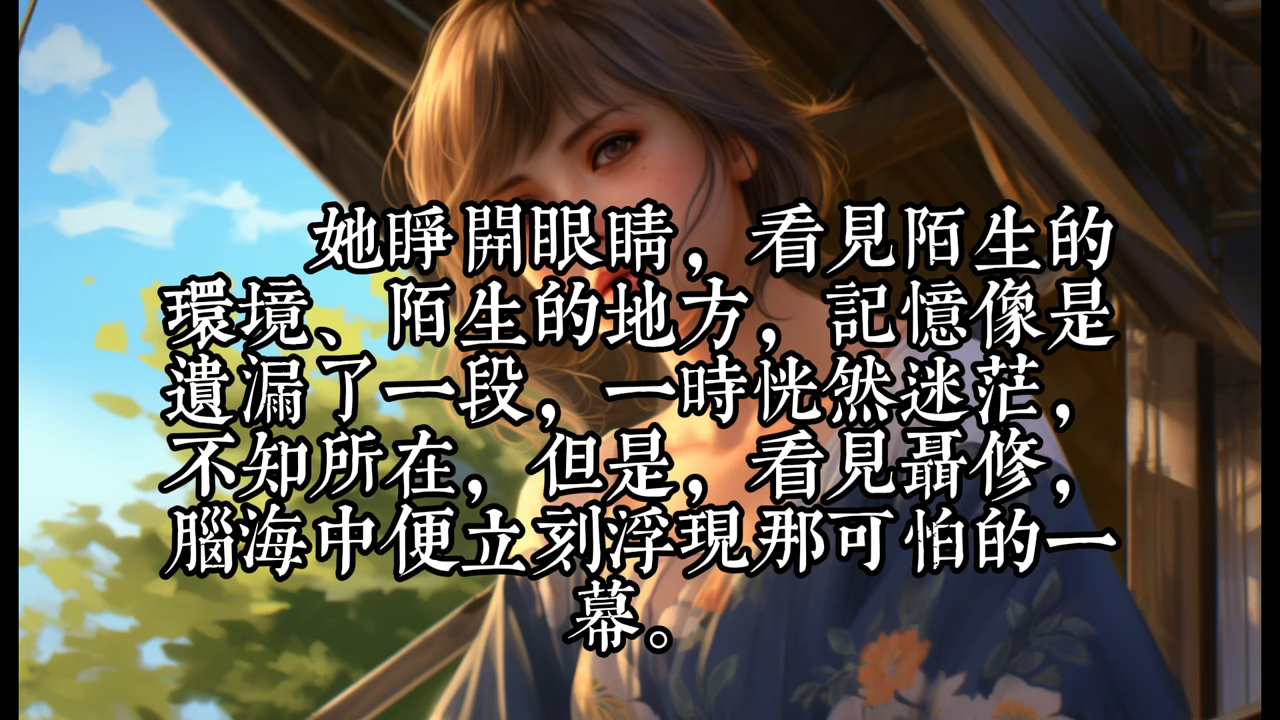 她睜開眼睛，看見陌生的
環境、陌生的地方，記憶像是
遺漏了一段，一時恍然迷茫，
不知所在，但是，看見聶修，
腦海中便立刻浮現那可怕的一
幕。